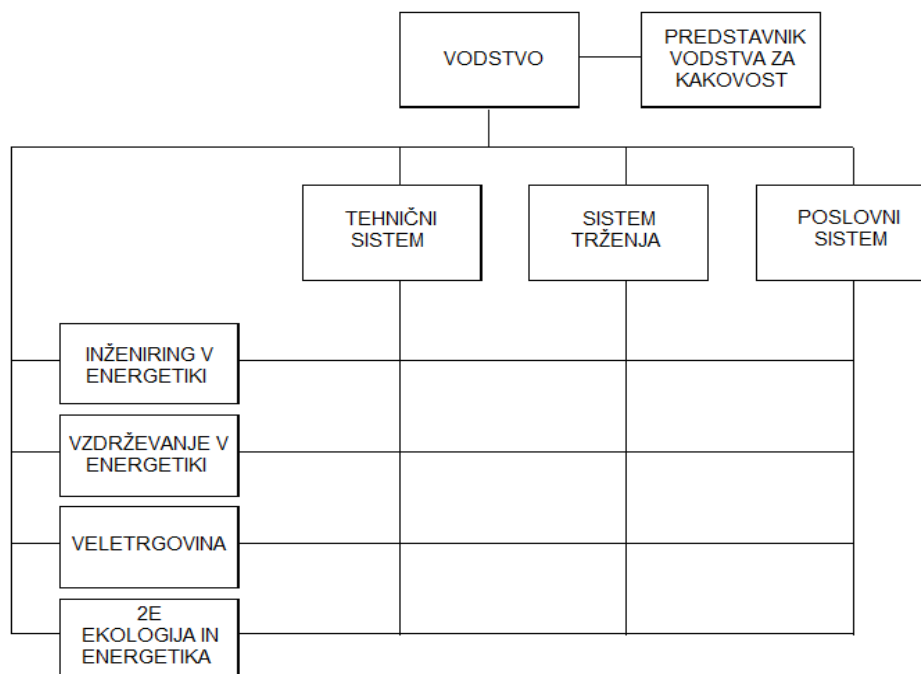 VODSTVO
PREDSTAVNIK
VODSTVA ZA
KAKOVOST
TEHNIČNI
SISTEM
SISTEM
TRŽENJA
POSLOVNI
SISTEM
INŽENIRING V
ENERGETIKI
VZDRŽEVANJE V
ENERGETIKI
VELETRGOVINA
2E
EKOLOGIJA IN
ENERGETIKA